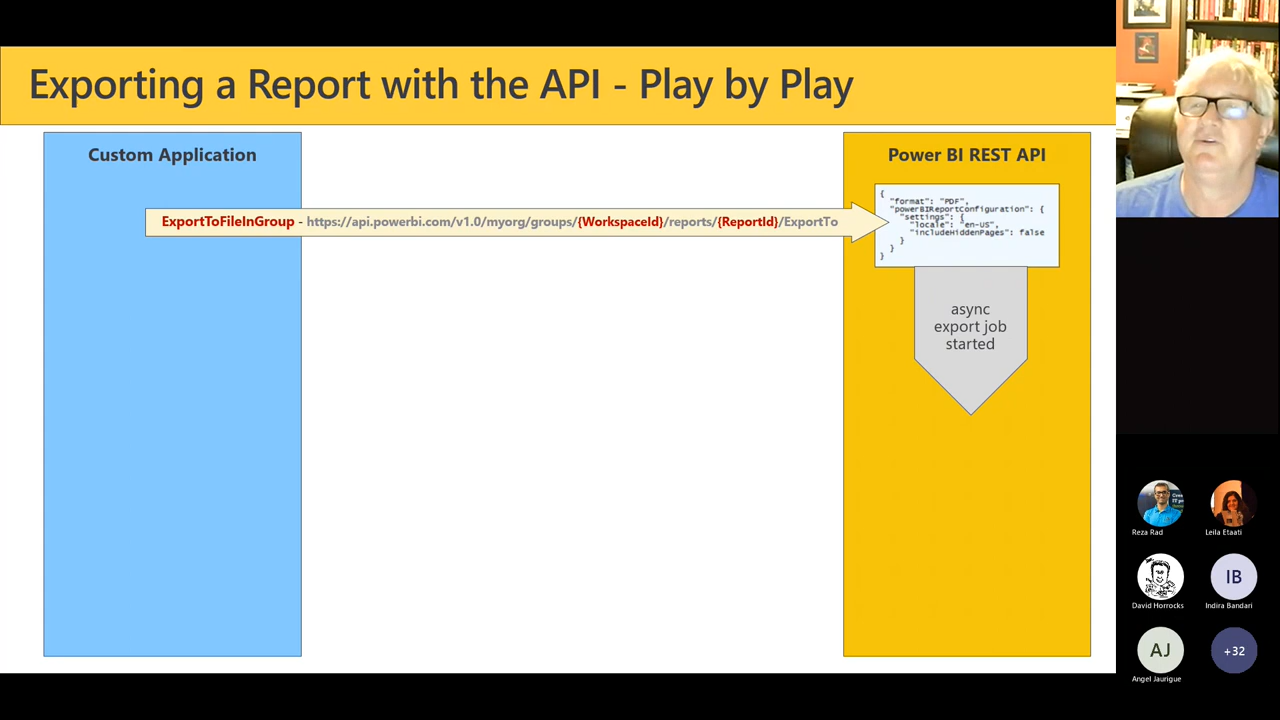 Exporting a Report with the API - Play by Play
Custom Application
Power BI REST API
ExportToFileInGroup - https://api.powerbi.com/v1.0/myorg/groups/{WorkspaceId}/reports/{ReportId}/ExportTo
{
"format": "PDF",
"powerBIReportConfiguration": {
"settings": {
"locale": "en-US",
"includeHiddenPages": false
}
}
}
async
export job
started
Reza Rad
Leila Etaati
David Horrocks
IB
Indira Bandari
AJ
Angel Jaurigue
+32